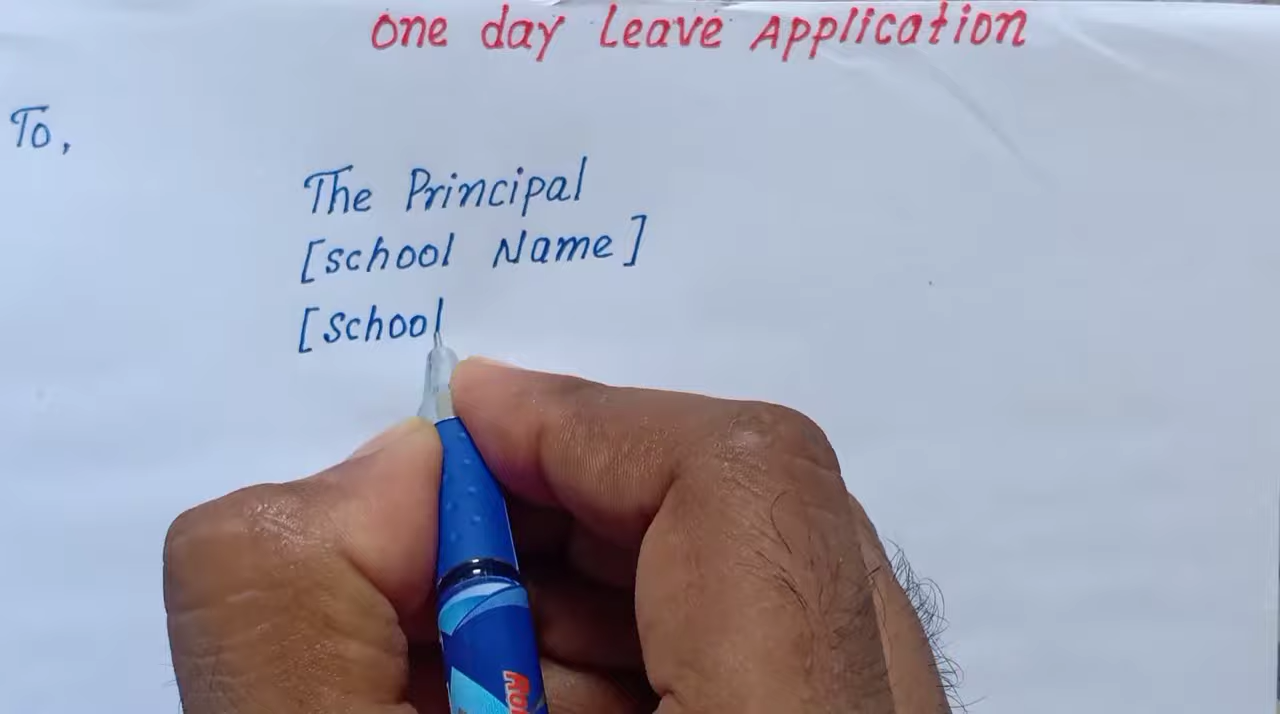 One day Leave Application
To,
The Principal
[school Name]
[school